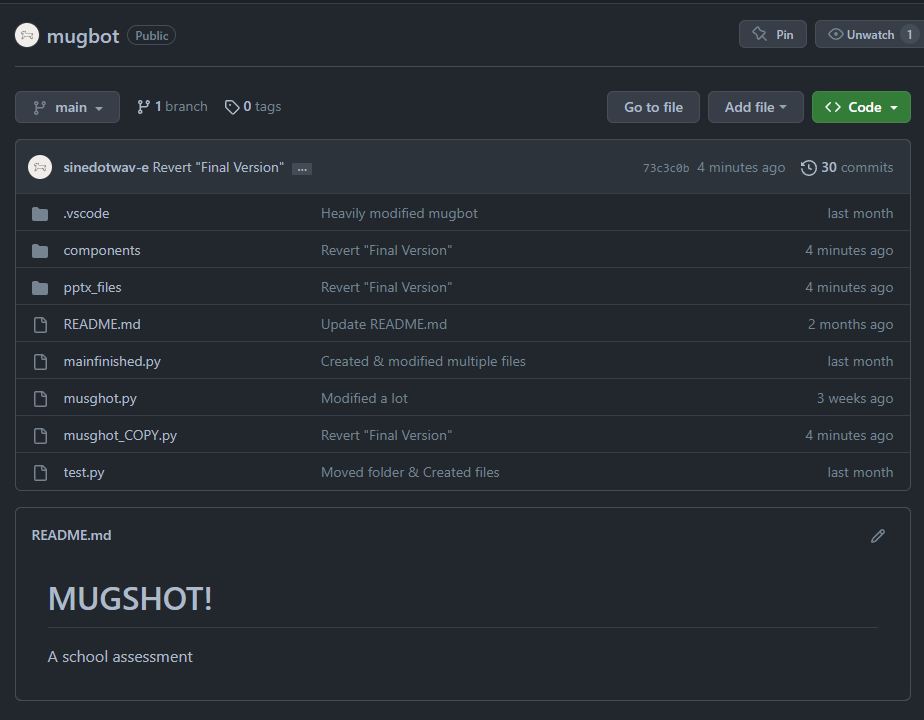 mugbot Public Pin Unwatch 1
main 1 branch 0 tags Go to file Add file Code
sinedotwav-e Revert "Final Version" ... 73c3c0b 4 minutes ago 30 commits
.vscode Heavily modified mugbot last month
components Revert "Final Version" 4 minutes ago
pptx_files Revert "Final Version" 4 minutes ago
README.md Update README.md 2 months ago
mainfinished.py Created & modified multiple files last month
musghot.py Modified a lot 3 weeks ago
musghot_COPY.py Revert "Final Version" 4 minutes ago
test.py Moved folder & Created files last month
README.md
MUGSHOT!
A school assessment